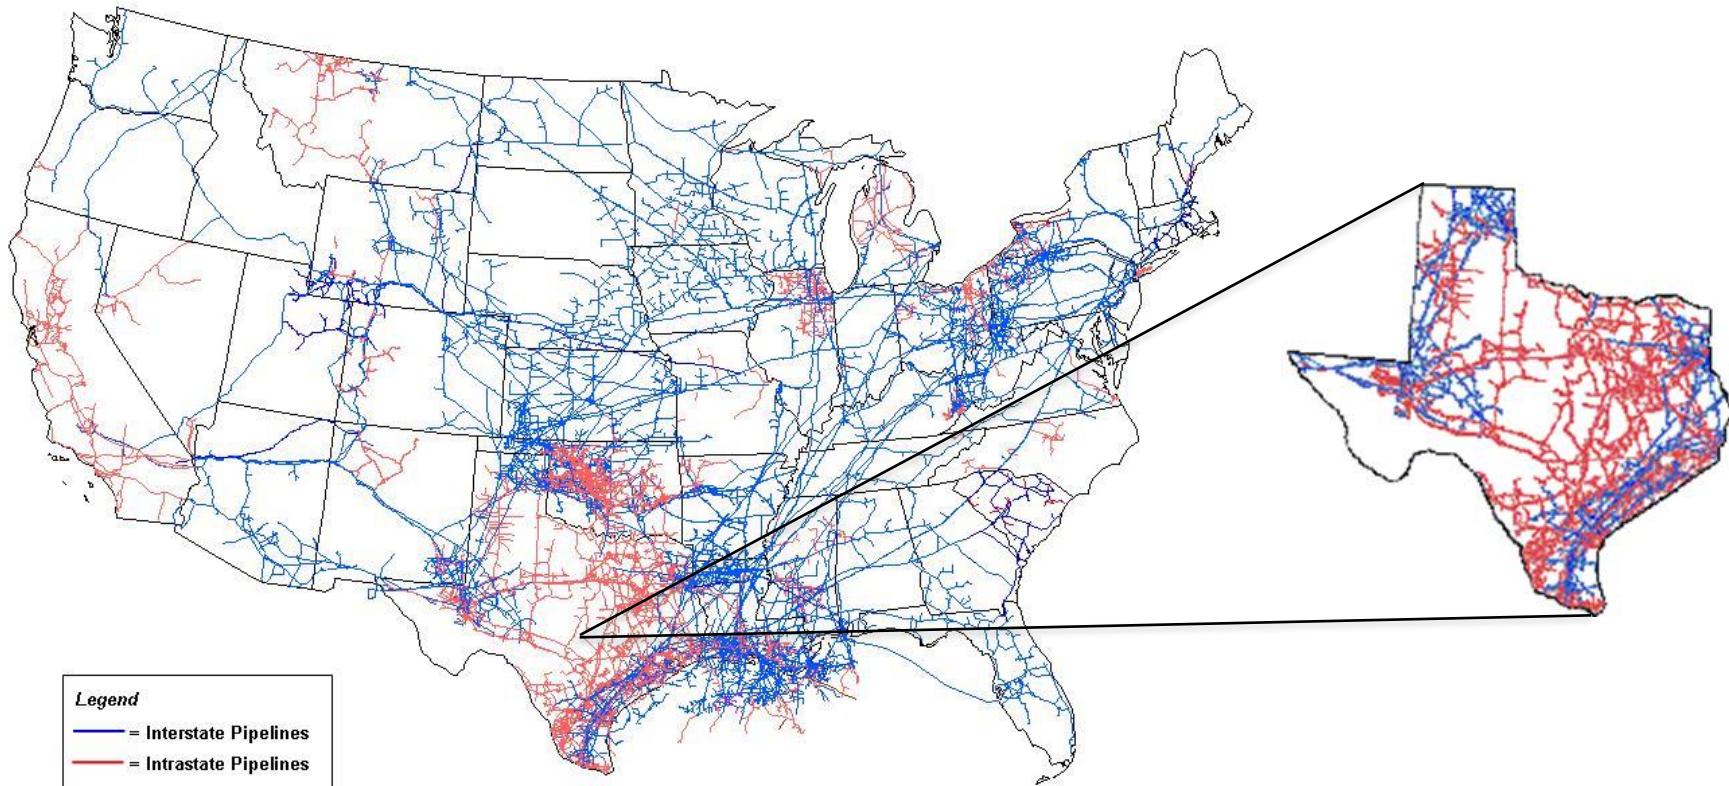 Legend
= Interstate Pipelines
= Intrastate Pipelines